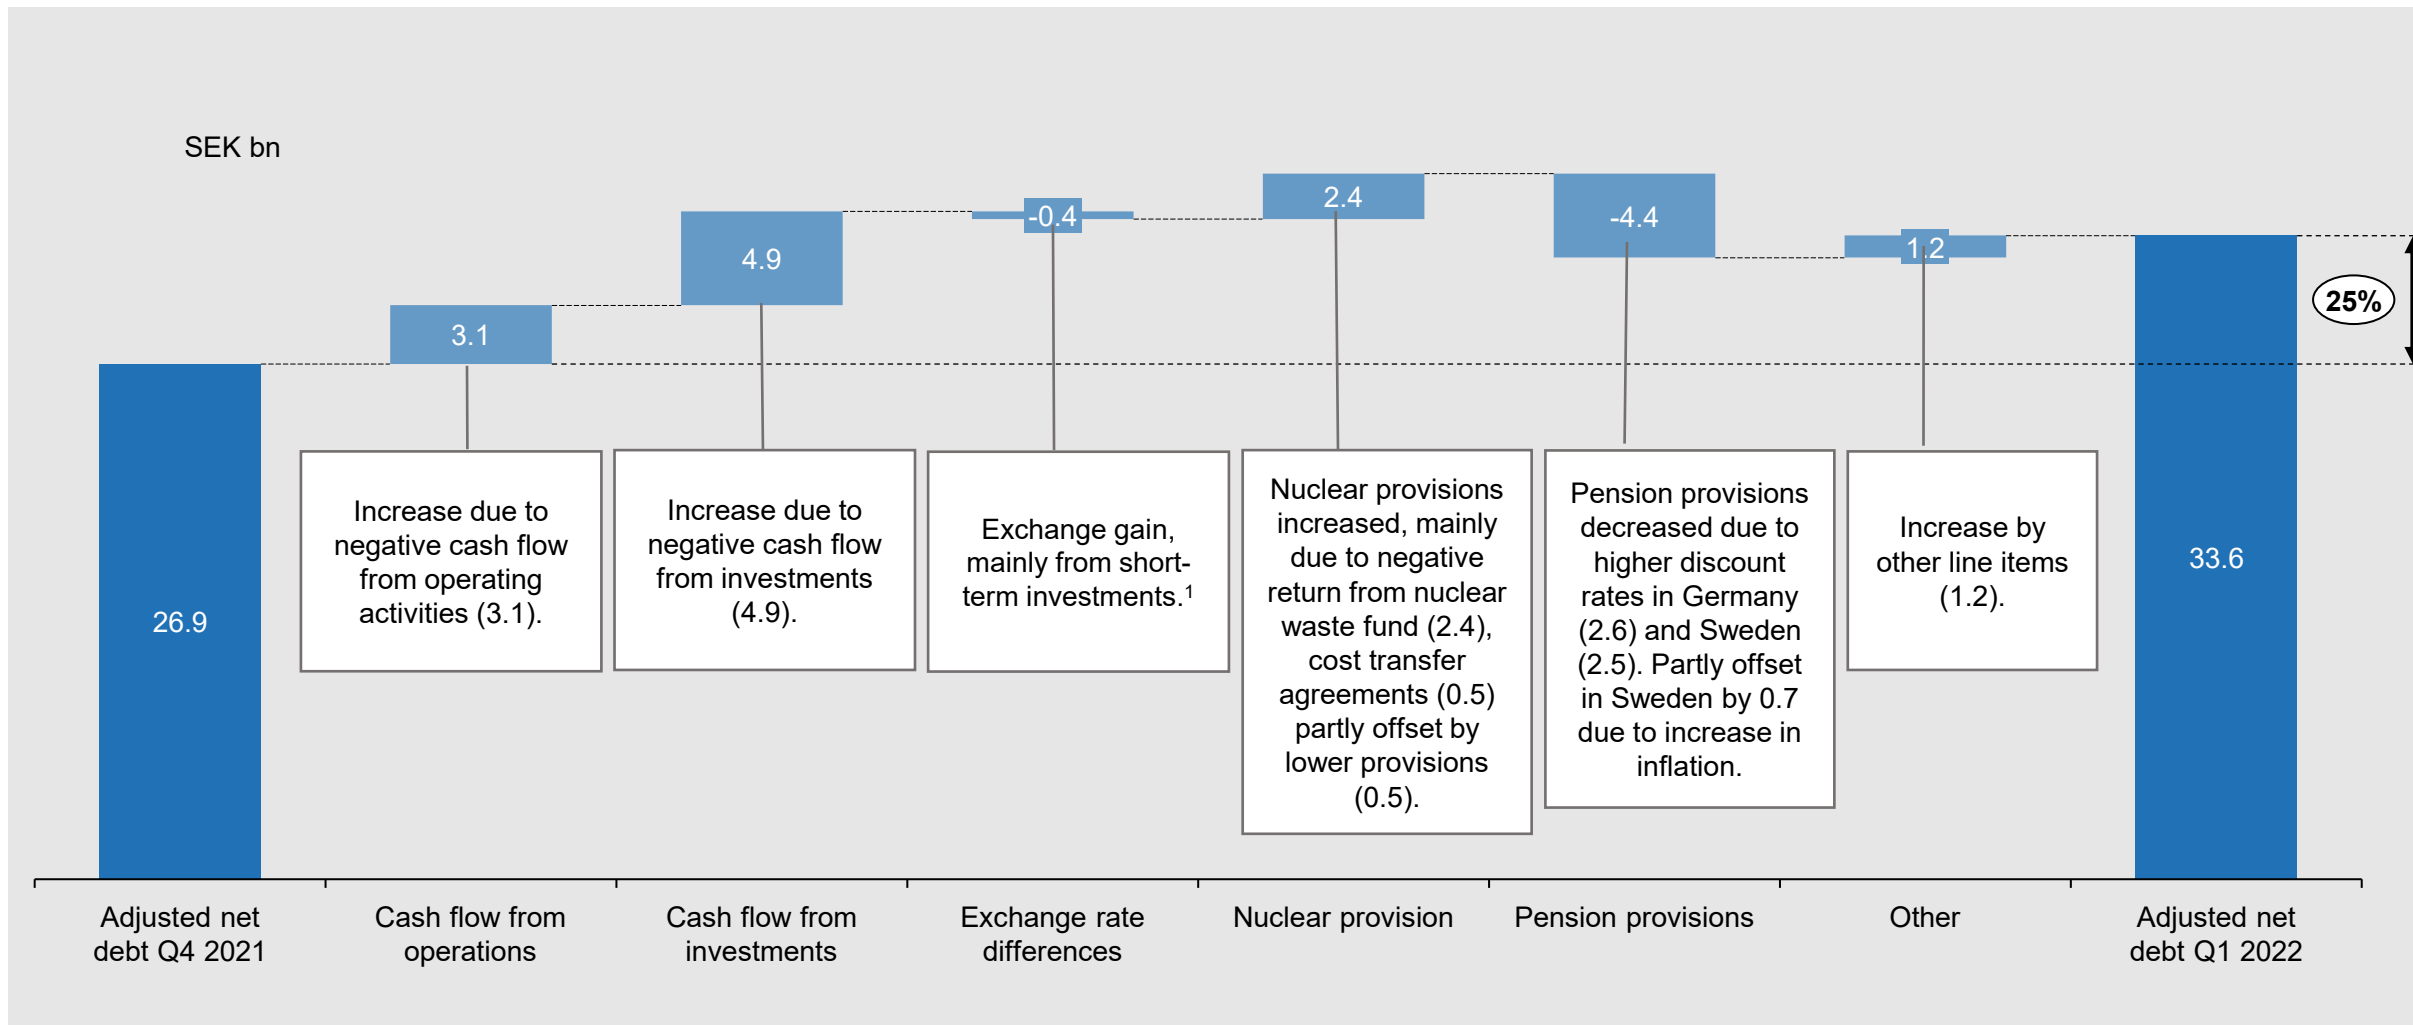 SEK bn
26.9
3.1
4.9
-0.4
2.4
-4.4
1.2
33.6
25%
Increase due to
negative cash flow
from operating
activities (3.1).
Increase due to
negative cash flow
from investments
(4.9).
Exchange gain,
mainly from short-
term investments.¹
Nuclear provisions
increased, mainly
due to negative
return from nuclear
waste fund (2.4),
cost transfer
agreements (0.5)
partly offset by
lower provisions
(0.5).
Pension provisions
decreased due to
higher discount
rates in Germany
(2.6) and Sweden
(2.5). Partly offset
in Sweden by 0.7
due to increase in
inflation.
Increase by
other line items
(1.2).
Adjusted net
debt Q4 2021
Cash flow from
operations
Cash flow from
investments
Exchange rate
differences
Nuclear provision
Pension provisions
Other
Adjusted net
debt Q1 2022